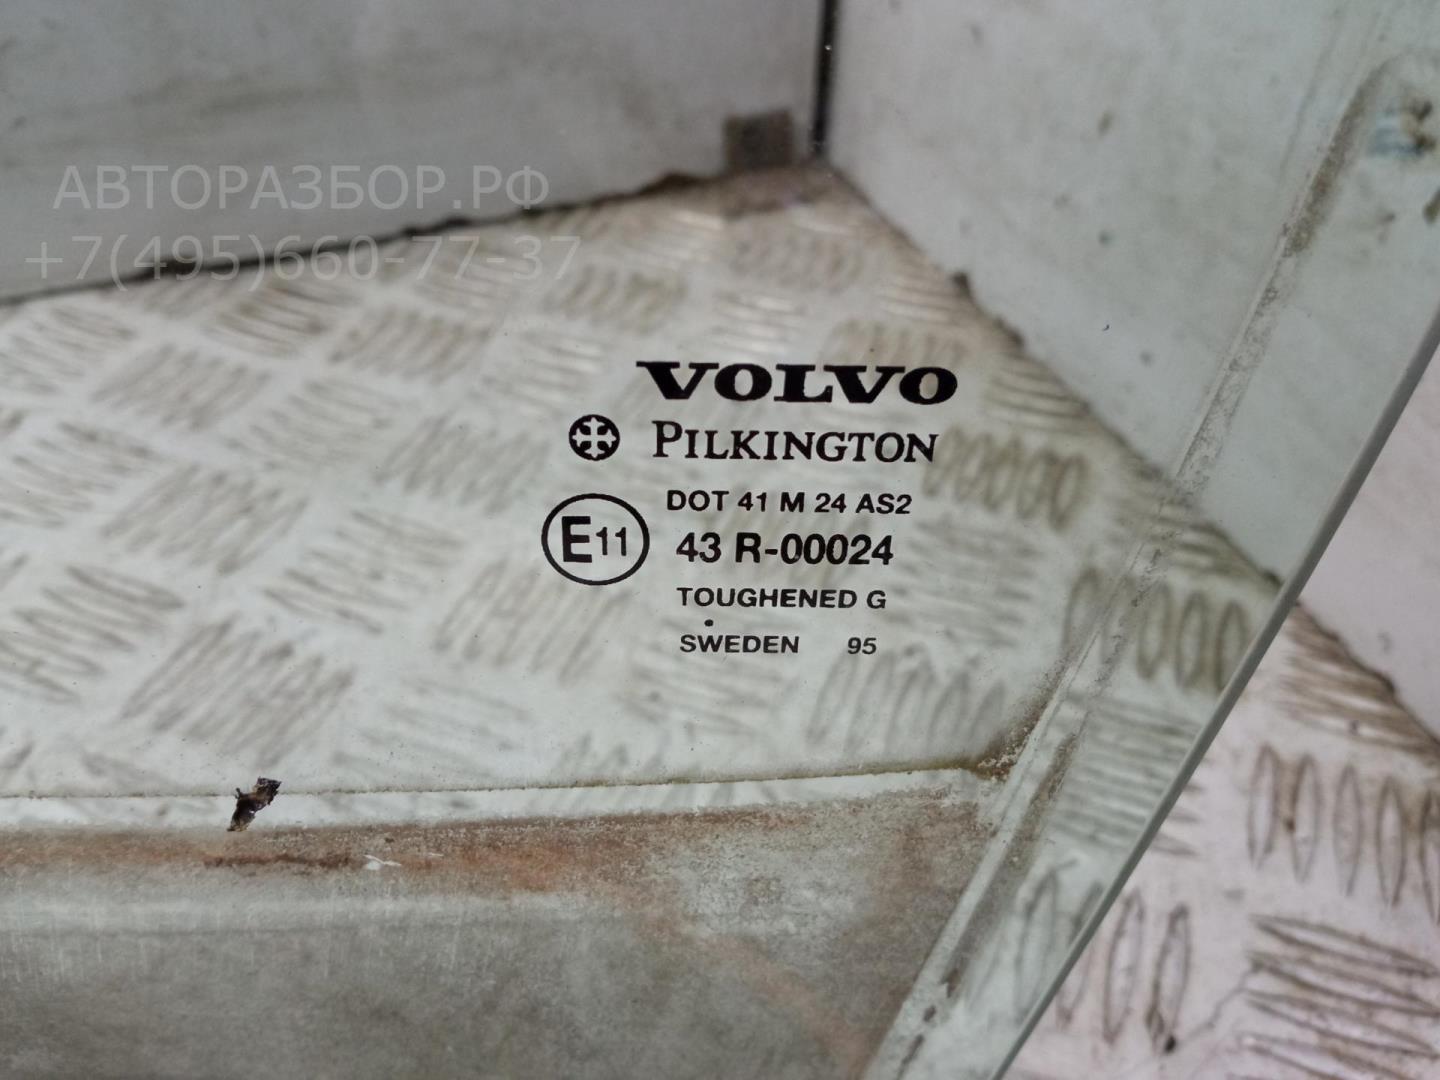 АВТОРАЗБОР.РФ
+7(495)660-77-37
VOLVO
PILKINGTON
DOT 41 M 24 AS2
E11 43 R-00024
TOUGHENED G
SWEDEN 95